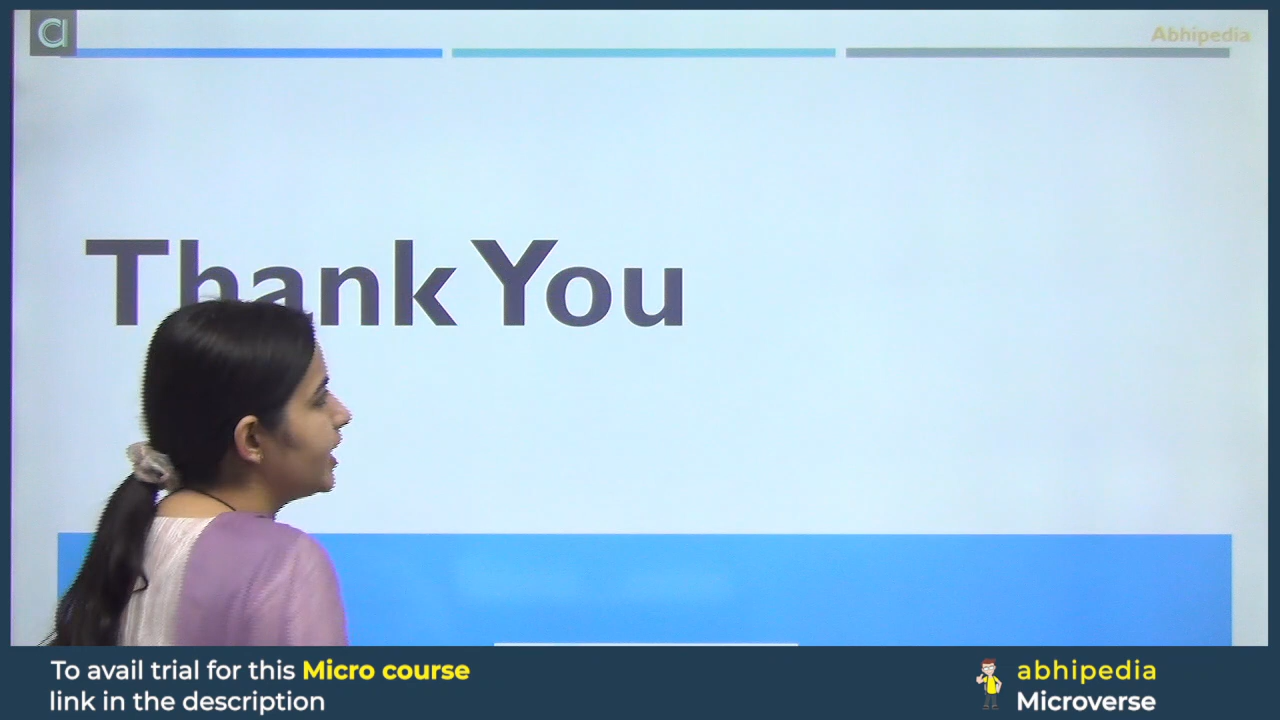 Abhipedia
Thank You
To avail trial for this Micro course
link in the description
abhipedia
Microverse